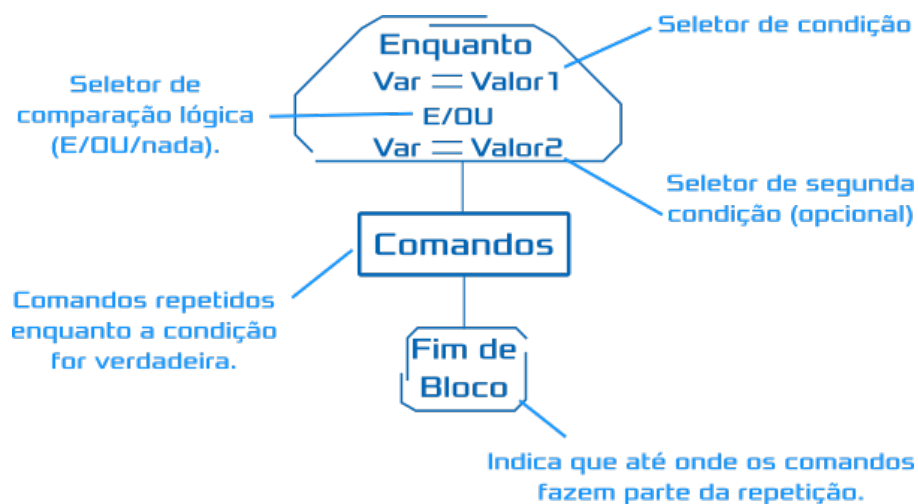 Enquanto
Var = Valor1
E/OU
Var = Valor2
Seletor de condição
Seletor de
comparação lógica
(E/OU/nada).
Seletor de segunda
condição (opcional)
Comandos
Comandos repetidos
enquanto a condição
for verdadeira.
Fim de
Bloco
Indica que até onde os comandos
fazem parte da repetição.